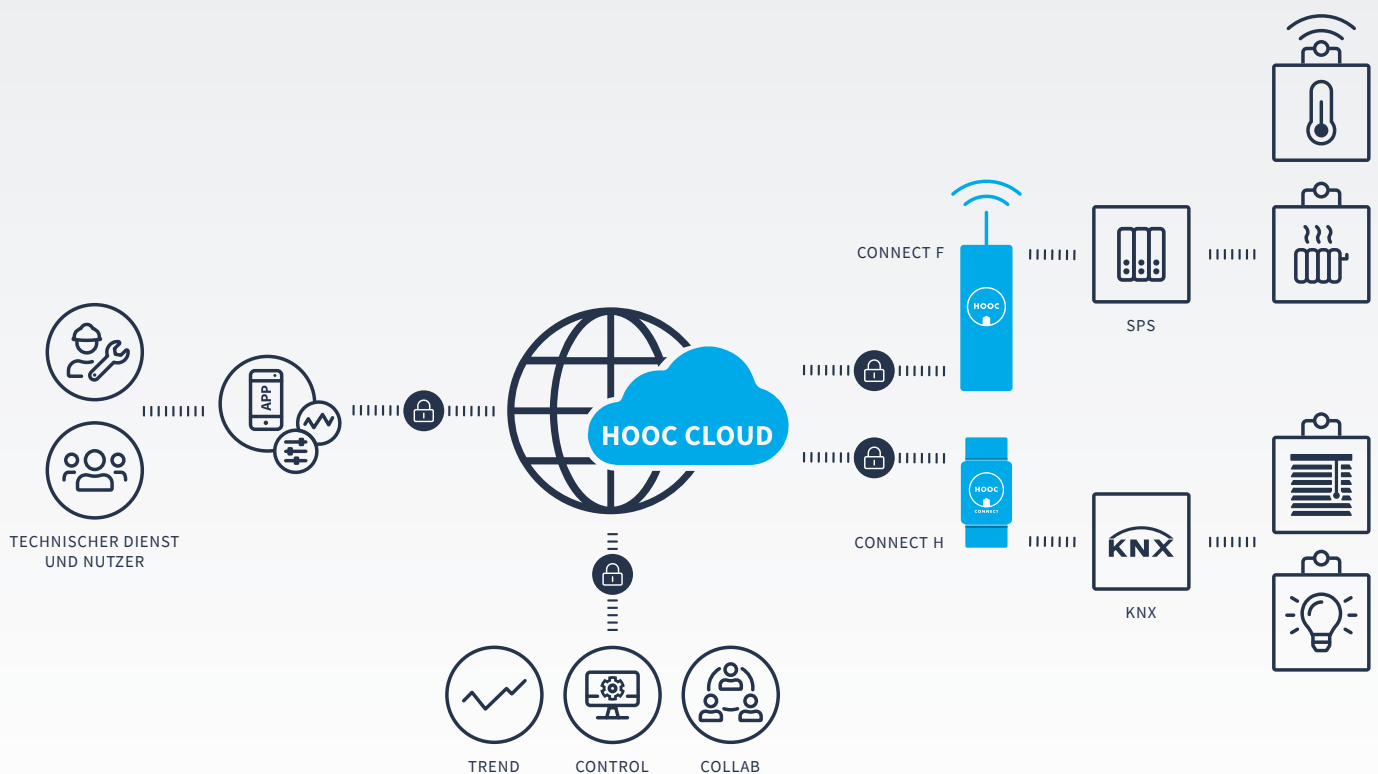 CONNECT F
HOOC
SPS
APP
HOOC CLOUD
HOOC
CONNECT
CONNECT H
KNX
KNX
TECHNISCHER DIENST
UND NUTZER
TREND
CONTROL
COLLAB